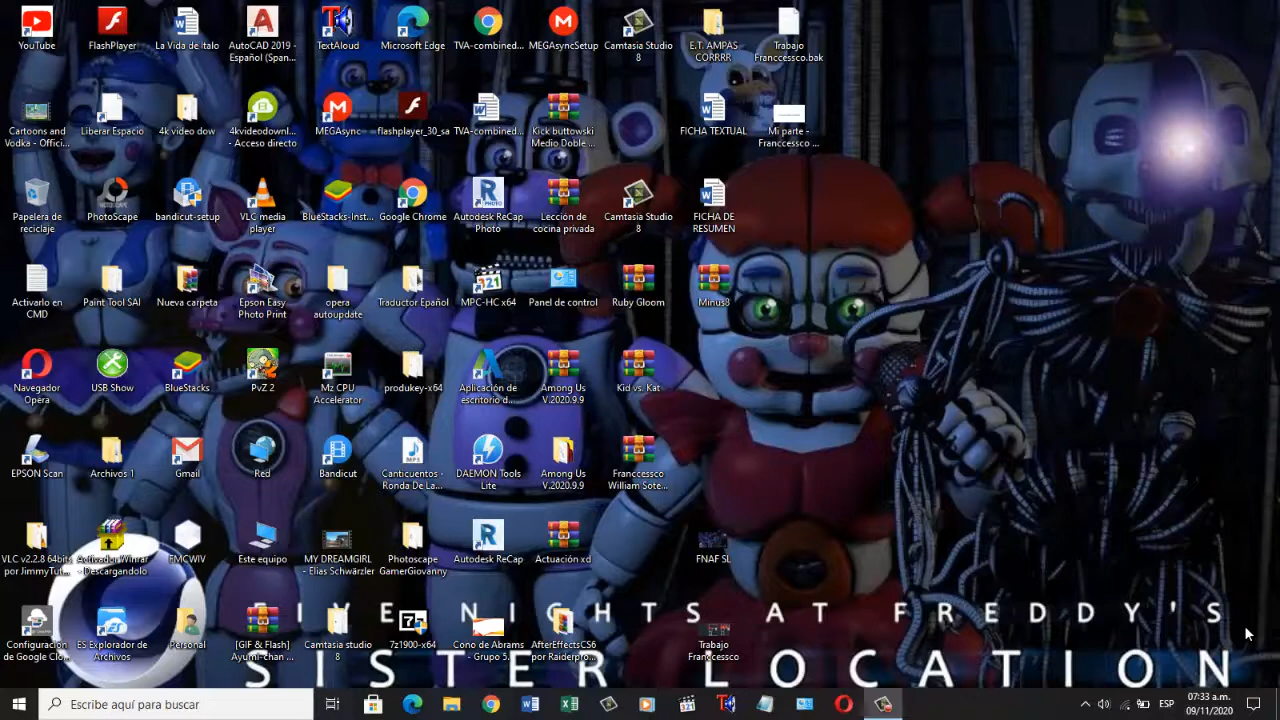 YouTube
FlashPlayer
La Vida de Italo
AutoCAD 2019 -
Español (Span...
TextAloud
Microsoft Edge
TVA-combined...
MEGAsyncSetup
Camtasia Studio
8
E.T. AMPAS
CORRRR
Trabajo
Franccessco.bak
Cartoons and
Vodka - Offici...
Liberar Espacio
4k video dow
4kvideodownl...
- Acceso directo
MEGAsync
flashplayer_30_sa
TVA-combined...
Kick buttowski
Medio Doble ...
FICHA TEXTUAL
Mi parte -
Franccessco ...
Papelera de
reciclaje
PhotoScape
bandicut-setup
VLC media
player
BlueStacks-Inst...
Google Chrome
Autodesk ReCap
Photo
Lección de
cocina privada
Camtasia Studio
8
FICHA DE
RESUMEN
Activarlo en
CMD
Paint Tool SAI
Nueva carpeta
Epson Easy
Photo Print
opera
autoupdate
Traductor Epañol
MPC-HC x64
Panel de control
Ruby Gloom
Minus8
Navegador
Opera
USB Show
BlueStacks
PvZ 2
Mz CPU
Accelerator
produkey-x64
Aplicación de
escritorio d...
Among Us
V.2020.9.9
Kid vs. Kat
EPSON Scan
Archivos 1
Gmail
Red
Bandicut
Canticuentos -
Ronda De La...
DAEMON Tools
Lite
Among Us
V.2020.9.9
Franccessco
William Sote...
VLC v2.2.8 64bits
por JimmyTu...
Activador Winrar
- Descargandolo
FMCWIV
Este equipo
MY DREAMGIRL
- Elias Schwärzler
Photoscape
GamerGiovanny
Autodesk ReCap
Actuación xd
FNAF SL
Configuración
de Google Clo...
ES Explorador de
Archivos
Personal
[GIF & Flash]
Ayumi-chan ...
Camtasia studio
8
7z1900-x64
Cono de Abrams
- Grupo 5...
AfterEffectsCS6
por Raiderpro...
Trabajo
Franccessco
FIVE NIGHTS AT FREDDY'S
SISTER LOCATION
Escribe aquí para buscar
ESP
07:33 a.m.
09/11/2020